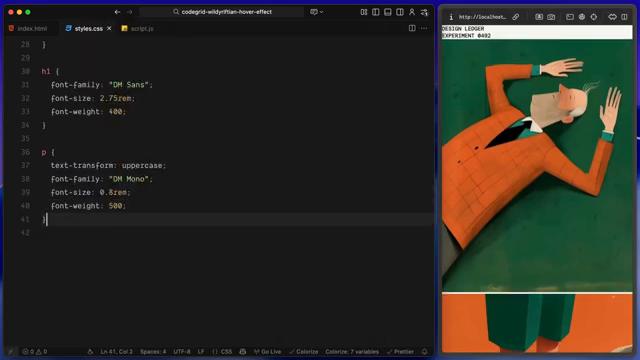 codegrid-wildyriftian-hover-effect
index.html
styles.css
script.js
http://localhost...
28 }
29
30 h1 {
31 font-family: "DM Sans";
32 font-size: 2.75rem;
33 font-weight: 400;
34 }
35
36 p {
37 text-transform: uppercase;
38 font-family: "DM Mono";
39 font-size: 0.8rem;
40 font-weight: 500;
41 }
42
DESIGN LEDGER
EXPERIMENT 0492
0 0
Ln 41, Col 2 Spaces: 4 UTF-8 LF {} CSS Go Live Colorize Colorize: 7 variables Prettier